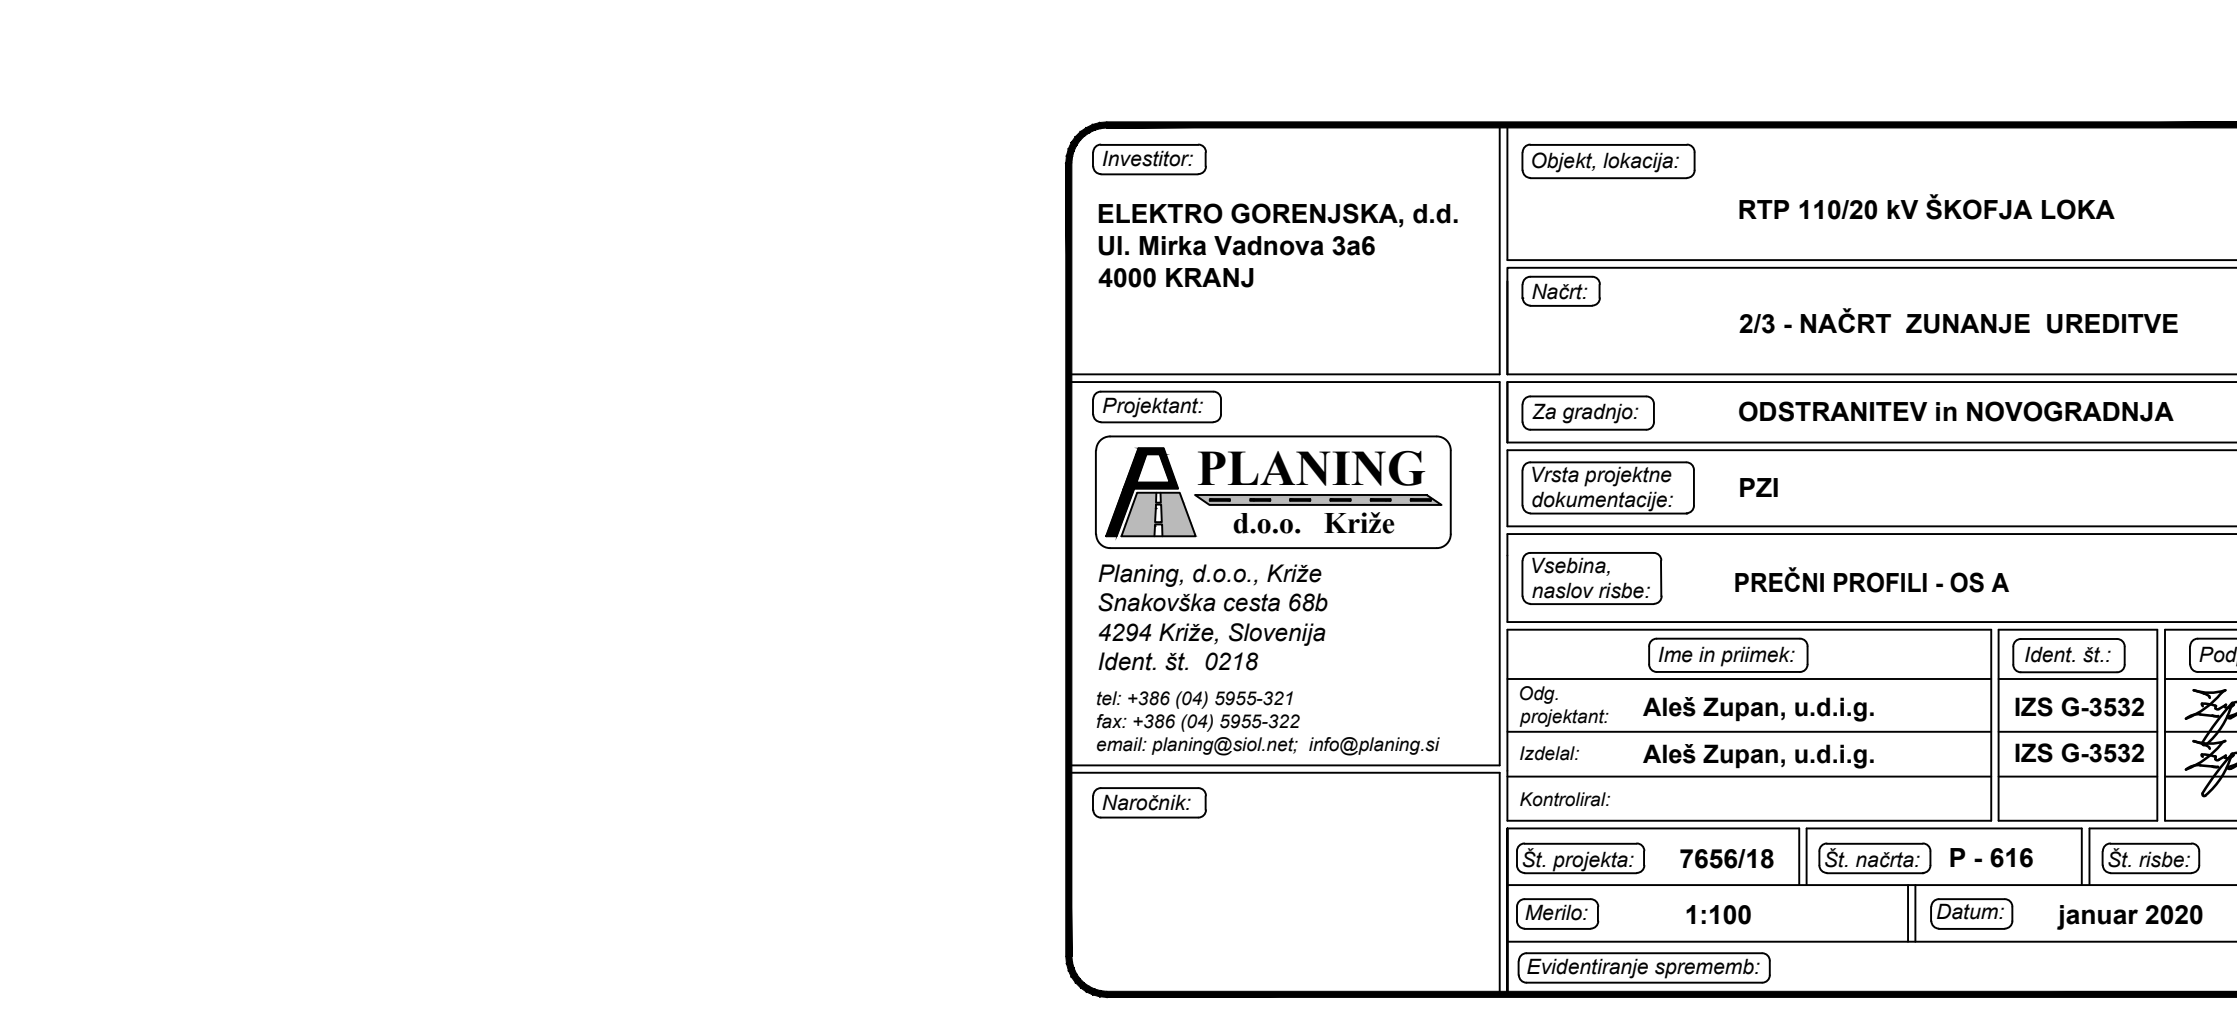 Investitor:
ELEKTRO GORENJSKA, d.d.
Ul. Mirka Vadnova 3a6
4000 KRANJ
Projektant:
PLANING
d.o.o. Križe
Planing, d.o.o., Križe
Snakovška cesta 68b
4294 Križe, Slovenija
Ident. št. 0218
tel: +386 (04) 5955-321
fax: +386 (04) 5955-322
email: planing@siol.net; info@planing.si
Naročnik:
Objekt, lokacija:
RTP 110/20 kV ŠKOFJA LOKA
Načrt:
2/3 - NAČRT ZUNANJE UREDITVE
Za gradnjo: ODSTRANITEV in NOVOGRADNJA
Vrsta projektne
dokumentacije:
PZI
Vsebina,
naslov risbe:
PREČNI PROFILI - OS A
Ime in priimek: Ident. št.:
Odg.
projektant:
Aleš Zupan, u.d.i.g. IZS G-3532
Izdelal: Aleš Zupan, u.d.i.g. IZS G-3532
Kontroliral:
Št. projekta: 7656/18 Št. načrta: P - 616 Št. risbe:
Merilo: 1:100 Datum: januar 2020
Evidentiranje sprememb: